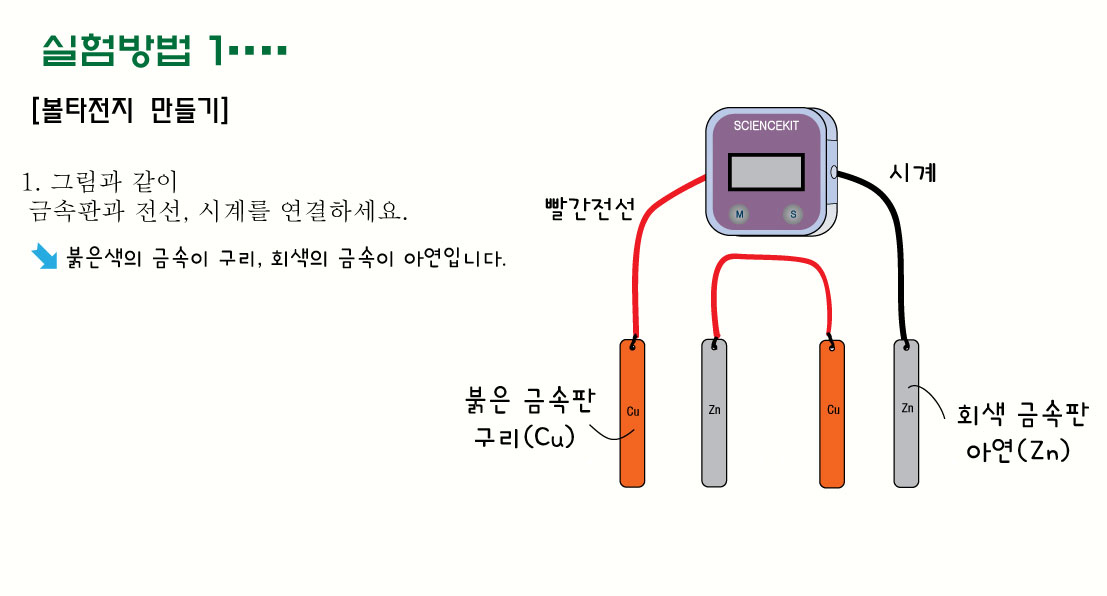 실험방법 1····
[볼타전지 만들기]
1. 그림과 같이
금속판과 전선, 시계를 연결하세요.
붉은색의 금속이 구리, 회색의 금속이 아연입니다.
SCIENCEKIT
M
S
시계
빨간전선
Cu
Zn
Cu
Zn
붉은 금속판
구리(Cu)
회색 금속판
아연(Zn)